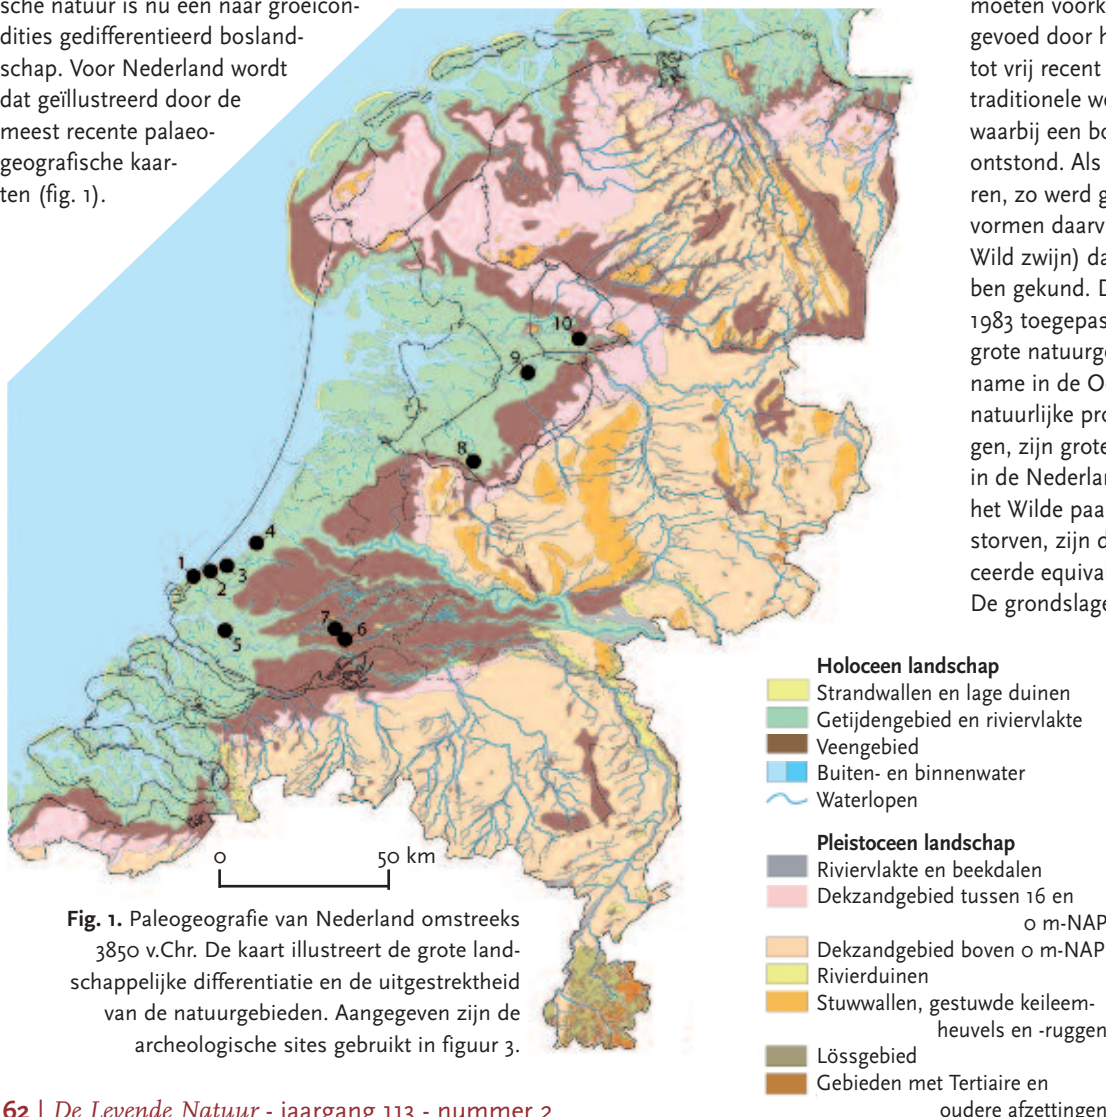 sche natuur is nu een naar groeicon-
dities gedifferentieerd bosland-
schap. Voor Nederland wordt
dat geïllustreerd door de
meest recente palaeo-
geografische kaar-
ten (fig. 1).
10
9
8
4
1
2
3
7
6
5
0 50 km
Fig. 1. Paleogeografie van Nederland omstreeks
3850 v.Chr. De kaart illustreert de grote land-
schappelijke differentiatie en de uitgestrektheid
van de natuurgebieden. Aangegeven zijn de
archeologische sites gebruikt in figuur 3.
moeten voork
gevoed door h
tot vrij recent
traditionele we
waarbij een bo
ontstond. Als
ren, zo werd g
vormen daarv
Wild zwijn) da
ben gekund. D
1983 toegepas
grote natuurge
name in de O
natuurlijke pro
gen, zijn grote
in de Nederlan
het Wilde paa
storven, zijn d
ceerde equiva
De grondslage
Holoceen landschap
Strandwallen en lage duinen
Getijdengebied en riviervlakte
Veengebied
Buiten- en binnenwater
Waterlopen
Pleistoceen landschap
Riviervlakte en beekdalen
Dekzandgebied tussen 16 en
0 m-NAP
Dekzandgebied boven 0 m-NAP
Rivierduinen
Stuwwallen, gestuwde keileem-
heuvels en -ruggen
Lössgebied
Gebieden met Tertiaire en
oudere afzettingen
62 | De Levende Natuur - jaargang 113 - nummer 2